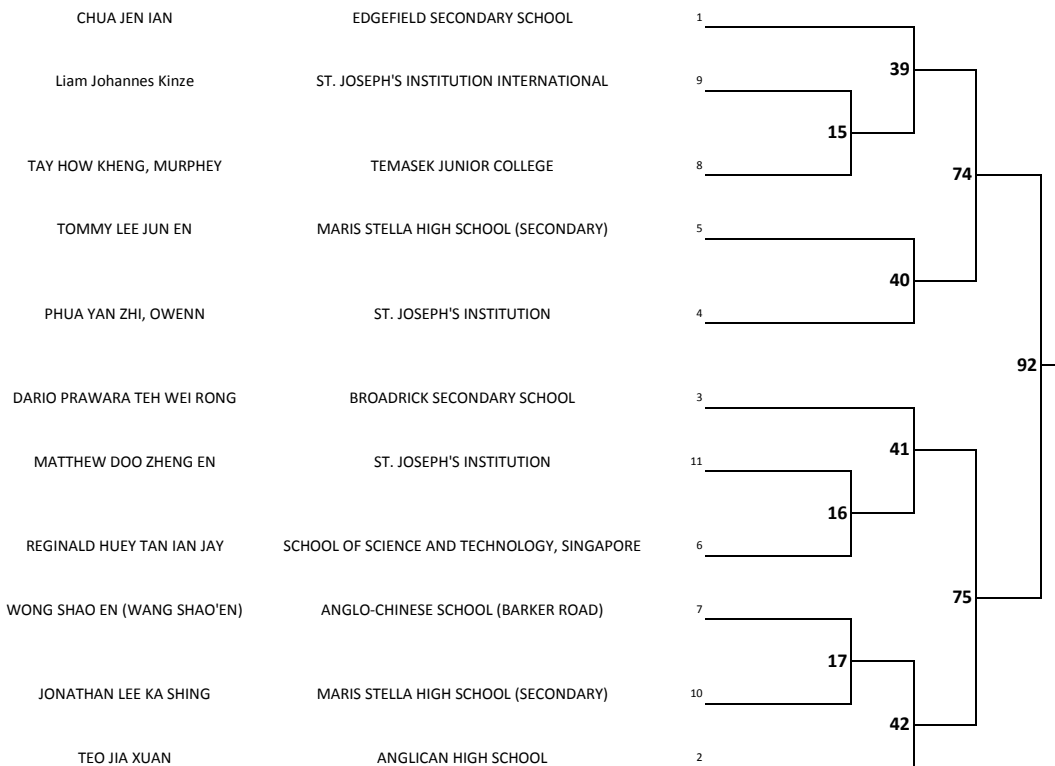 CHUA JEN IAN EDGEFIELD SECONDARY SCHOOL 1
39
Liam Johannes Kinze ST. JOSEPH'S INSTITUTION INTERNATIONAL 9
15
TAY HOW KHENG, MURPHEY TEMASEK JUNIOR COLLEGE 8
74
TOMMY LEE JUN EN MARIS STELLA HIGH SCHOOL (SECONDARY) 5
40
PHUA YAN ZHI, OWENN ST. JOSEPH'S INSTITUTION 4
92
DARIO PRAWARA TEH WEI RONG BROADRICK SECONDARY SCHOOL 3
41
MATTHEW DOO ZHENG EN ST. JOSEPH'S INSTITUTION 11
16
REGINALD HUEY TAN IAN JAY SCHOOL OF SCIENCE AND TECHNOLOGY, SINGAPORE 6
75
WONG SHAO EN (WANG SHAO'EN) ANGLO-CHINESE SCHOOL (BARKER ROAD) 7
17
JONATHAN LEE KA SHING MARIS STELLA HIGH SCHOOL (SECONDARY) 10
42
TEO JIA XUAN ANGLICAN HIGH SCHOOL 2